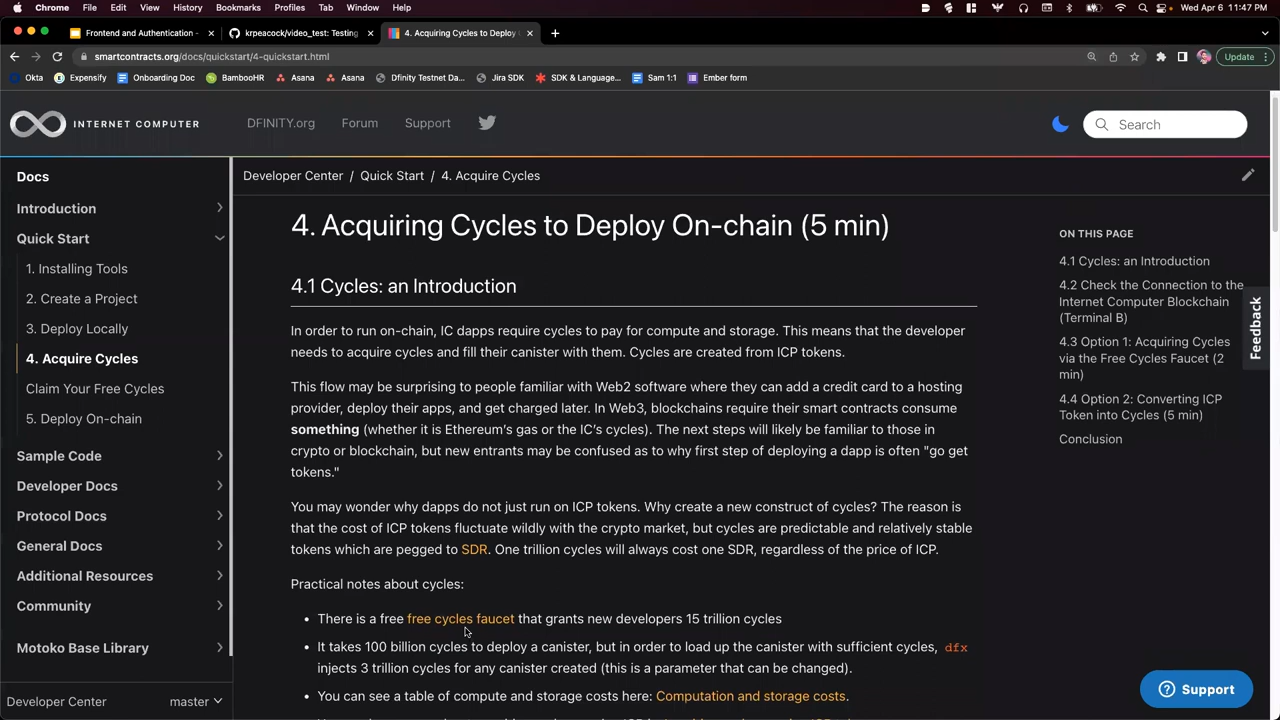 Chrome File Edit View History Bookmarks Profiles Tab Window Help
Wed Apr 6 11:47 PM
Frontend and Authentication - ×
krpeacock/video_test: Testing ×
4. Acquiring Cycles to Deploy ×
+
smartcontracts.org/docs/quickstart/4-quickstart.html
Update
Okta
Expensify
Onboarding Doc
BambooHR
Asana
Asana
Dfinity Testnet Da...
Jira SDK
SDK & Language...
Sam 1:1
Ember form
INTERNET COMPUTER
DFINITY.org
Forum
Support
Search
Docs
Introduction
Quick Start
1. Installing Tools
2. Create a Project
3. Deploy Locally
4. Acquire Cycles
Claim Your Free Cycles
5. Deploy On-chain
Sample Code
Developer Docs
Protocol Docs
General Docs
Additional Resources
Community
Motoko Base Library
Developer Center
master
Developer Center / Quick Start / 4. Acquire Cycles
4. Acquiring Cycles to Deploy On-chain (5 min)
4.1 Cycles: an Introduction
In order to run on-chain, IC dapps require cycles to pay for compute and storage. This means that the developer
needs to acquire cycles and fill their canister with them. Cycles are created from ICP tokens.
This flow may be surprising to people familiar with Web2 software where they can add a credit card to a hosting
provider, deploy their apps, and get charged later. In Web3, blockchains require their smart contracts consume
something (whether it is Ethereum's gas or the IC's cycles). The next steps will likely be familiar to those in
crypto or blockchain, but new entrants may be confused as to why first step of deploying a dapp is often "go get
tokens."
You may wonder why dapps do not just run on ICP tokens. Why create a new construct of cycles? The reason is
that the cost of ICP tokens fluctuate wildly with the crypto market, but cycles are predictable and relatively stable
tokens which are pegged to SDR. One trillion cycles will always cost one SDR, regardless of the price of ICP.
Practical notes about cycles:
• There is a free free cycles faucet that grants new developers 15 trillion cycles
• It takes 100 billion cycles to deploy a canister, but in order to load up the canister with sufficient cycles, dfx
injects 3 trillion cycles for any canister created (this is a parameter that can be changed).
• You can see a table of compute and storage costs here: Computation and storage costs.
ON THIS PAGE
4.1 Cycles: an Introduction
4.2 Check the Connection to the
Internet Computer Blockchain
(Terminal B)
4.3 Option 1: Acquiring Cycles
via the Free Cycles Faucet (2
min)
4.4 Option 2: Converting ICP
Token into Cycles (5 min)
Conclusion
Feedback
Support